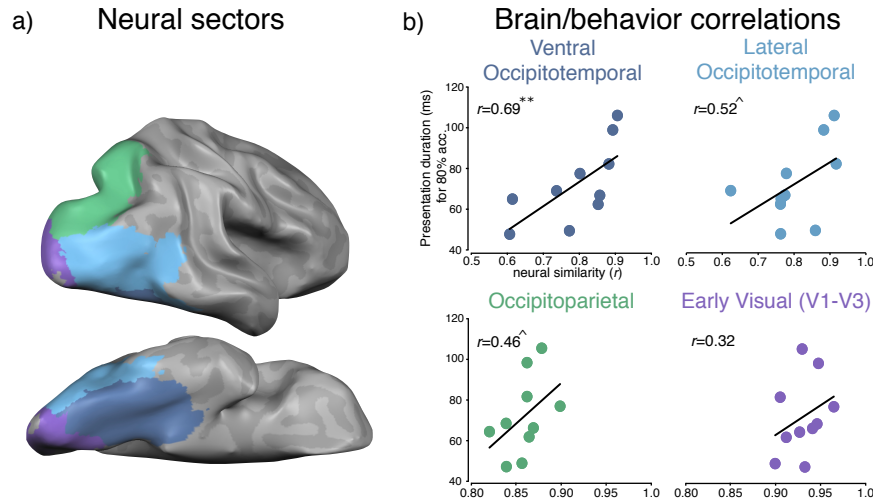 a)
Neural sectors
b)
Brain/behavior correlations
Ventral
Occipitotemporal
Lateral
Occipitotemporal
Presentation duration (ms)
for 80% acc.
120
100
80
60
40
r=0.69**
0.5
0.6
0.7
0.8
0.9
1.0
neural similarity (r)
r=0.52^
0.5
0.6
0.7
0.8
0.9
1.0
Occipitoparietal
Early Visual (V1-V3)
120
100
80
60
40
r=0.46^
0.80
0.85
0.90
0.95
1.0
r=0.32
0.80
0.85
0.90
0.95
1.0